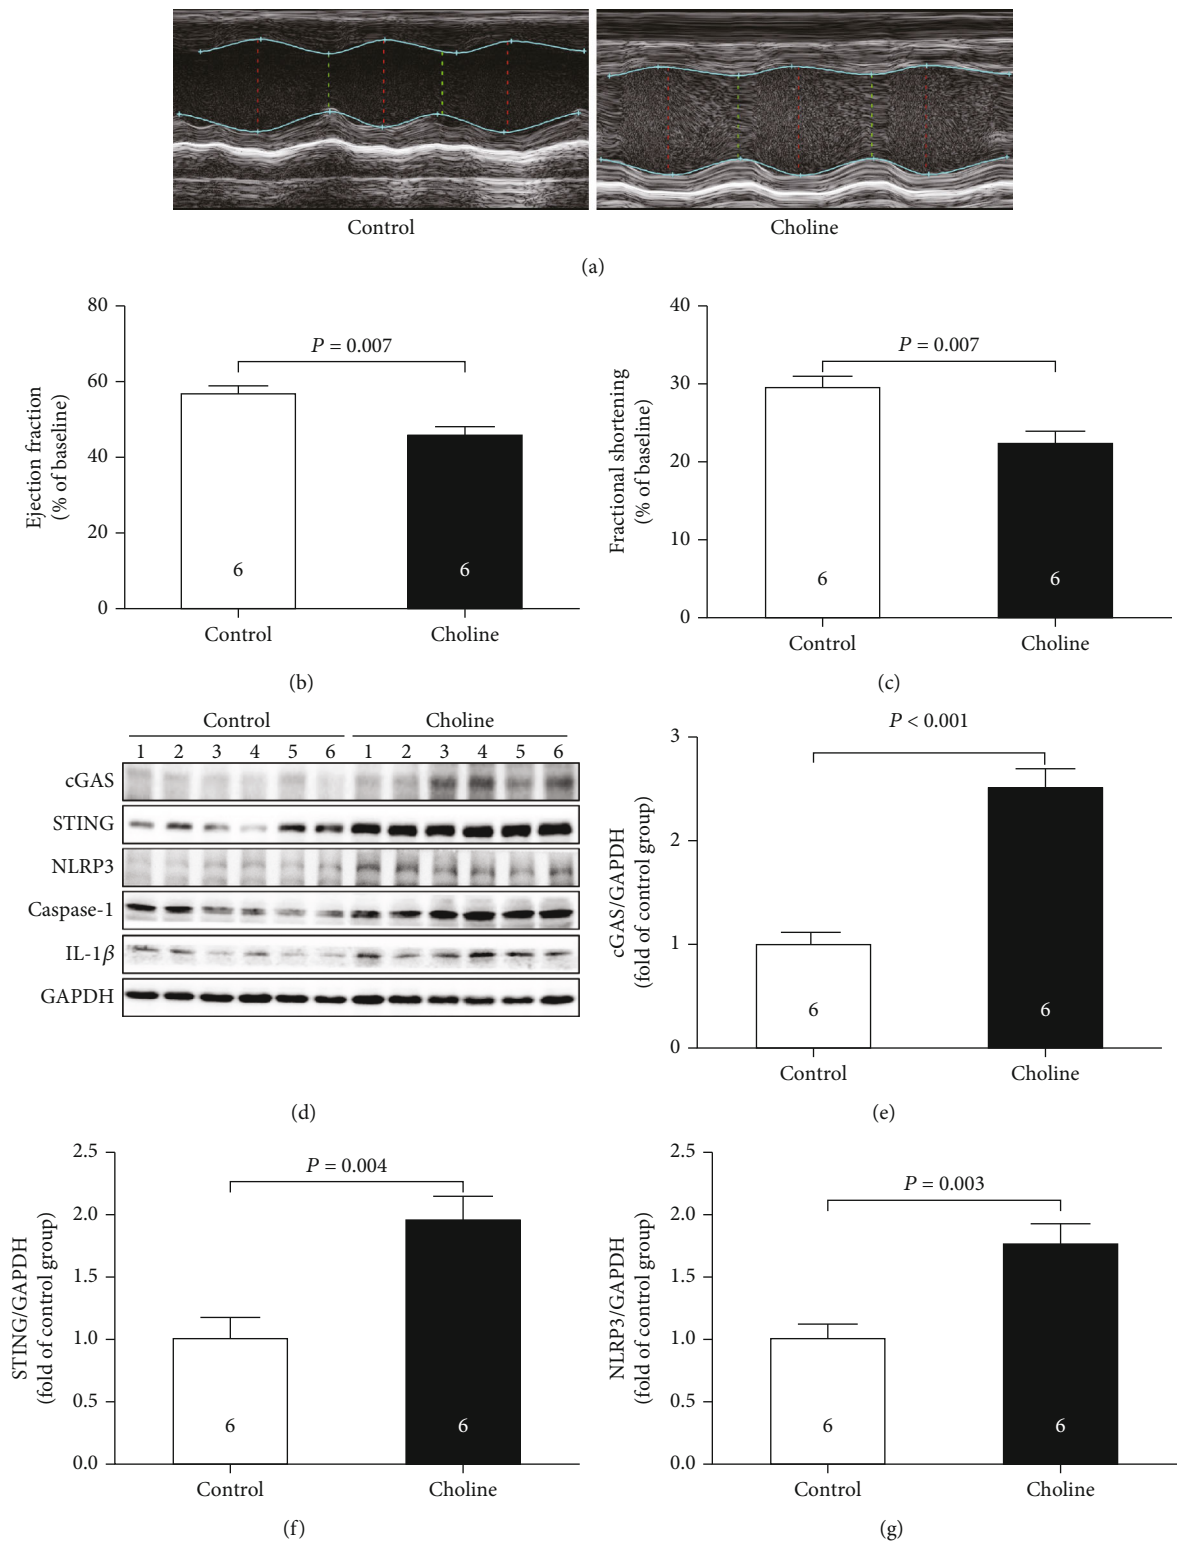 Control
Choline
(a)
80
60
40
20
0
Ejection fraction
(% of baseline)
P = 0.007
6
6
Control
Choline
(b)
40
30
20
10
0
Fractional shortening
(% of baseline)
P = 0.007
6
6
Control
Choline
(c)
Control
Choline
1 2 3 4 5 6 1 2 3 4 5 6
cGAS
STING
NLRP3
Caspase-1
IL-1β
GAPDH
(d)
3
2
1
0
cGAS/GAPDH
(fold of control group)
P < 0.001
6
6
Control
Choline
(e)
2.5
2.0
1.5
1.0
0.5
0.0
STING/GAPDH
(fold of control group)
P = 0.004
6
6
Control
Choline
(f)
2.5
2.0
1.5
1.0
0.5
0.0
NLRP3/GAPDH
(fold of control group)
P = 0.003
6
6
Control
Choline
(g)